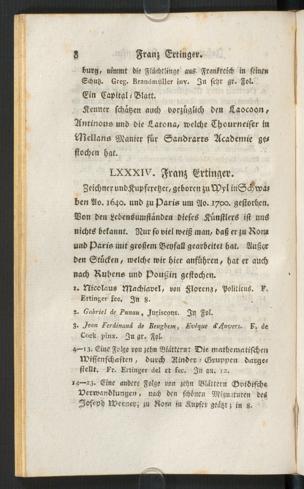 8 Franz Ertinger.
burg, nimmt die Flüchtlinge aus Frankreich in seinen
Schutz. Greg. Brandmüller inv. In sehr gr. Fol.
Ein Capital-Blatt.
Kenner schätzen auch vorzüglich den Laocoon,
Antinous und die Latona, welche Thourneiser in
Mellans Manier für Sandrarts Academie ge-
stochen hat.
LXXXIV. Franz Ertinger.
Zeichner und Kupferetzer, geboren zu Wyl in Schwa-
ben Ao. 1640. und zu Paris um Ao. 1700. gestorben.
Von den Lebensumständen dieses Künstlers ist uns
nichts bekannt. Nur so viel weiß man, daß er zu Rom
und Paris mit grossem Beyfall gearbeitet hat. Außer
den Stücken, welche wir hier anführen, hat er auch
nach Rubens und Poußin gestochen.
1. Nicolaus Machiavel, von Florenz, Politicus. F.
Ertinger sec. In 8.
2. Gabriel de Punau, Jurisconf. In Fol.
3. Jean Ferdinand de Beughem, Evêque d'Anvers. F. de
Cork pinx. In gr. Fol.
4—13. Eine Folge von zehn Blättern: Die mathematischen
Wissenschaften, durch Kinder-Gruppen darge-
stellt. Fr. Ertinger del et fec. In qu. 12.
14—23. Eine andere Folge von zehn Blättern Ovidische
Verwandlungen, nach den schönen Mignaturen des
Joseph Werner; zu Rom in Kupfer geätzt; in 8.